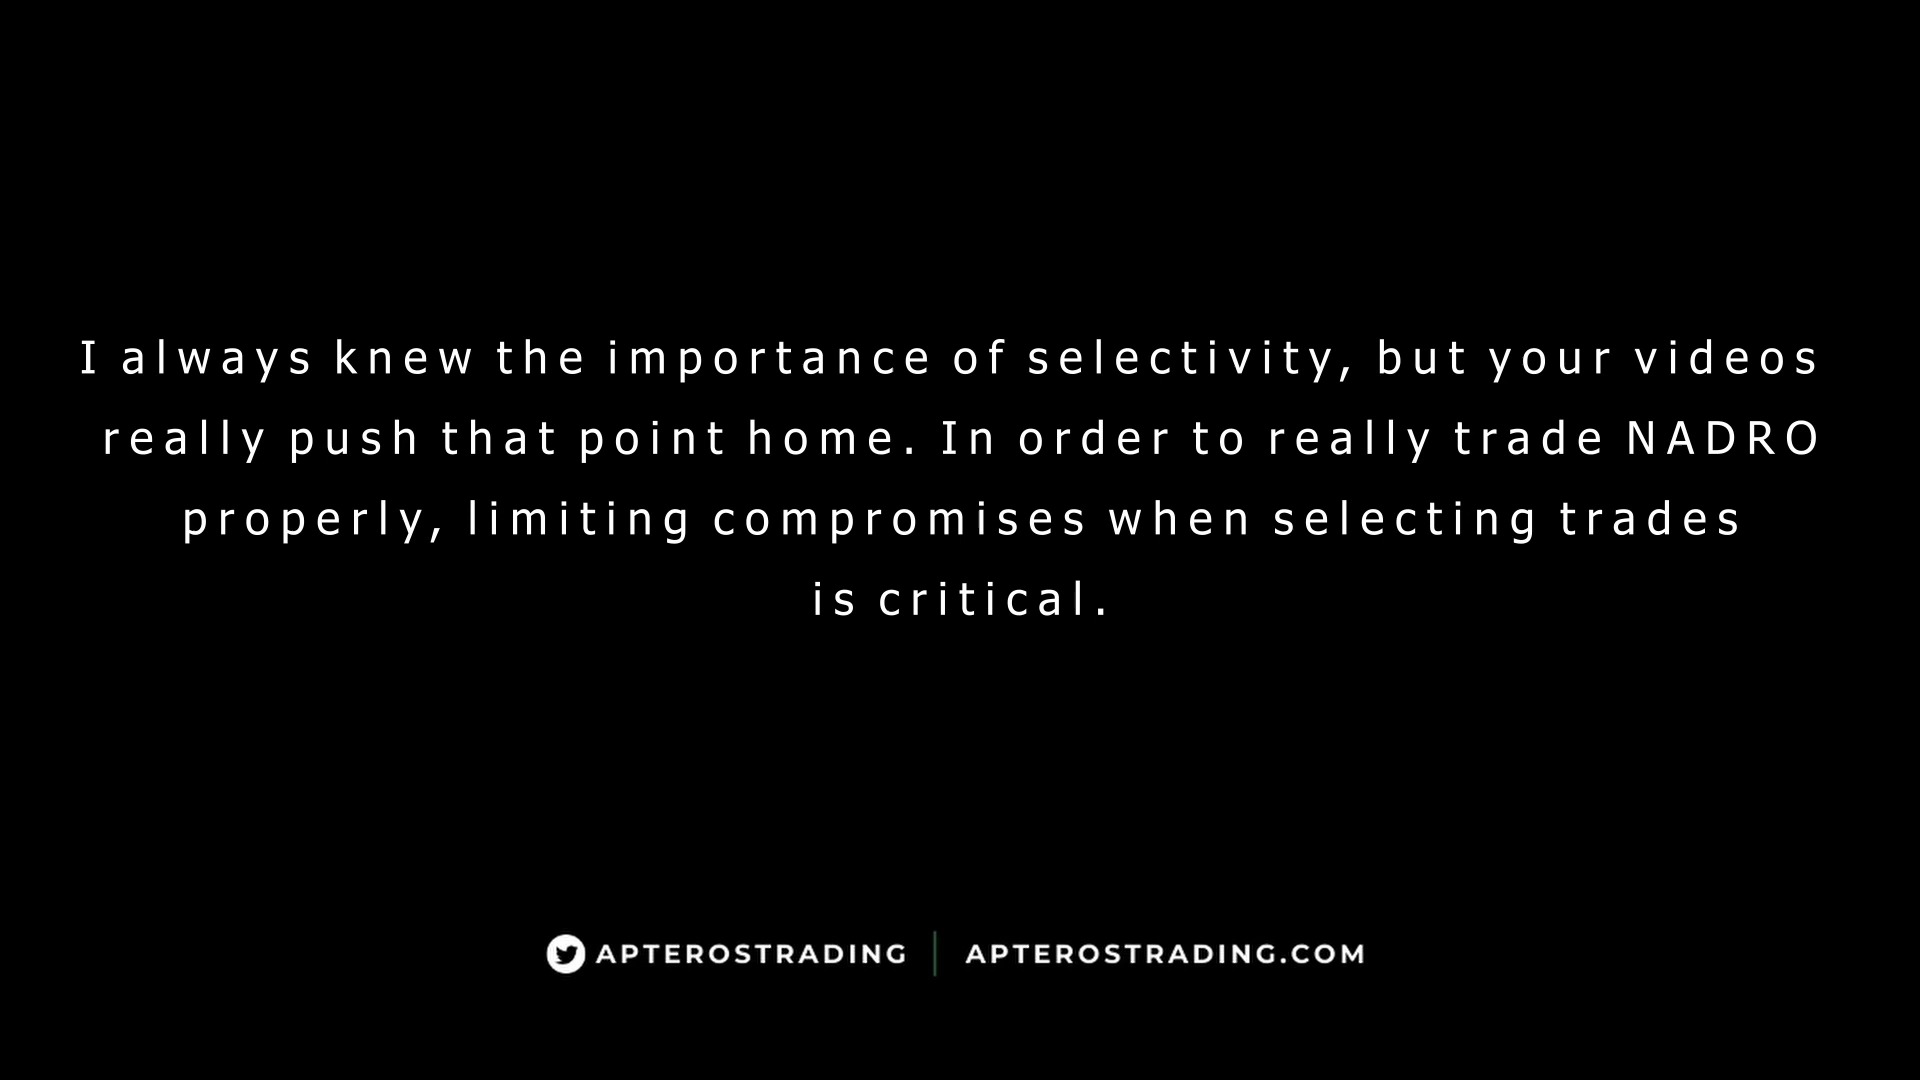 I always knew the importance of selectivity, but your videos
really push that point home. In order to really trade NADRO
properly, limiting compromises when selecting trades
is critical.
APTEROSTRADING | APTEROSTRADING.COM